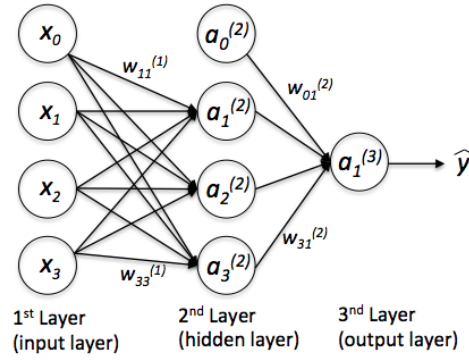 x₀ a₀⁽²⁾
w₁₁⁽¹⁾ w₀₁⁽²⁾
x₁ a₁⁽²⁾
a₁⁽³⁾ ŷ
x₂ a₂⁽²⁾
w₃₁⁽²⁾
x₃ a₃⁽²⁾
w₃₃⁽¹⁾
1ˢᵗ Layer 2ⁿᵈ Layer 3ⁿᵈ Layer
(input layer) (hidden layer) (output layer)